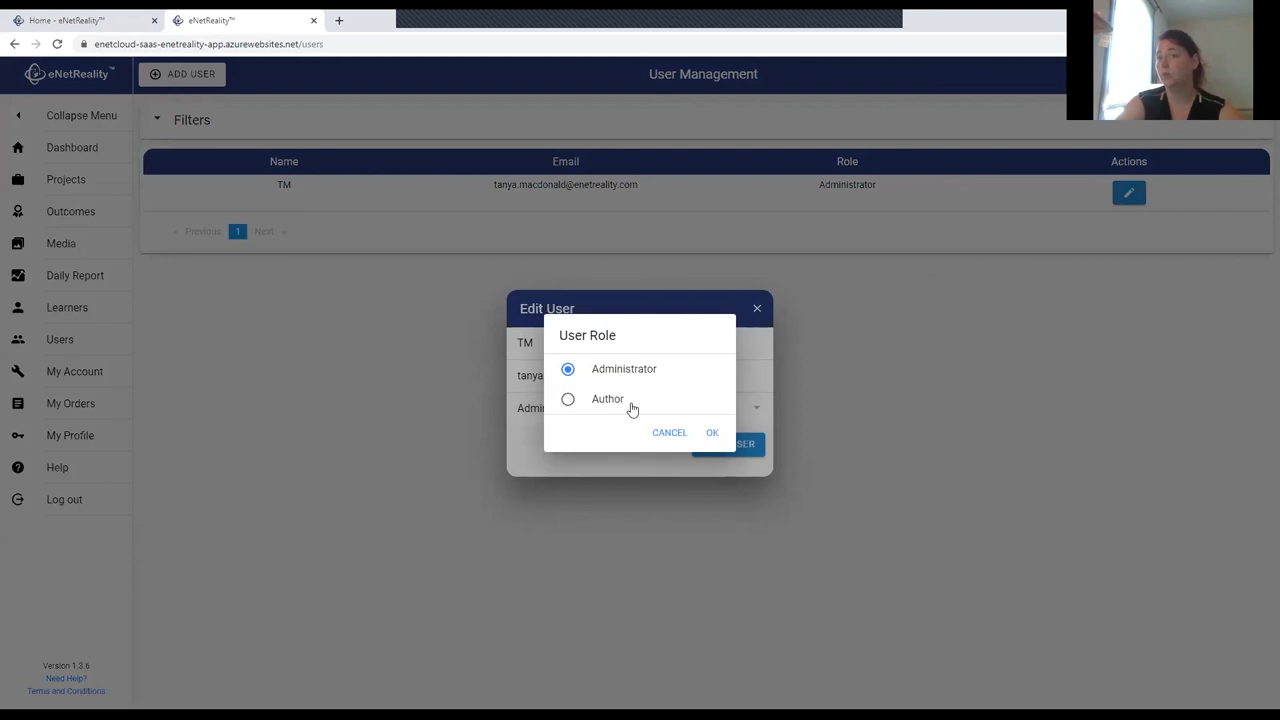 Home - eNetReality™
eNetReality™
enetcloud-saas-enetreality-app.azurewebsites.net/users
eNetReality™
ADD USER
User Management
Collapse Menu
Dashboard
Projects
Outcomes
Media
Daily Report
Learners
Users
My Account
My Orders
My Profile
Help
Log out
Version 1.3.6
Need Help?
Terms and Conditions
Filters
Name Email Role Actions
TM tanya.macdonald@enetreality.com Administrator
« Previous 1 Next »
Edit User
TM
tanya
Admin
SER
User Role
Administrator
Author
CANCEL OK